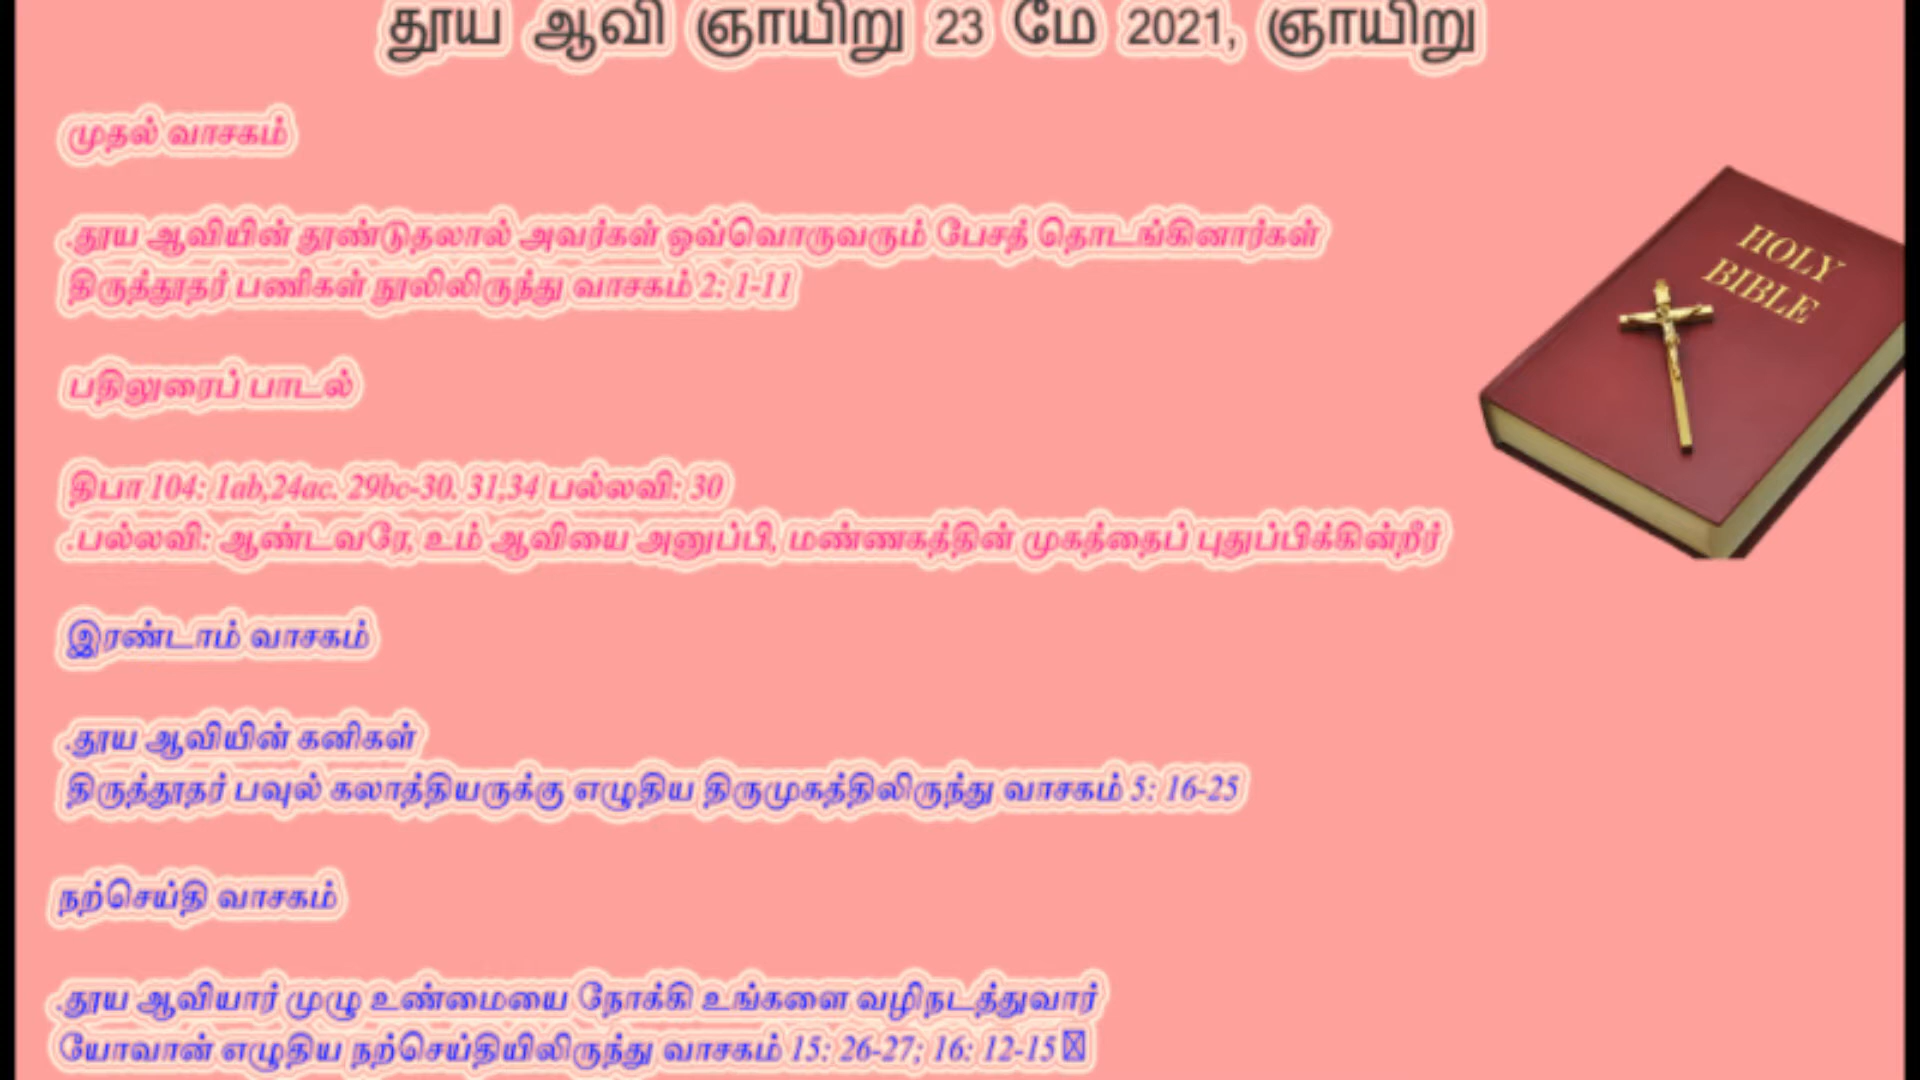 தூய ஆவி ஞாயிறு 23 மே 2021, ஞாயிறு
முதல் வாசகம்
.தூய ஆவியின் தூண்டுதலால் அவர்கள் ஒவ்வொருவரும் பேசத் தொடங்கினார்கள்
திருத்தூதர் பணிகள் நூலிலிருந்து வாசகம் 2: 1-11
HOLY
BIBLE
பதிலுரைப் பாடல்
திபா 104: 1ab,24ac. 29bc-30. 31,34 பல்லவி: 30
.பல்லவி: ஆண்டவரே, உம் ஆவியை அனுப்பி, மண்ணகத்தின் முகத்தைப் புதுப்பிக்கின்றீர்
இரண்டாம் வாசகம்
.தூய ஆவியின் கனிகள்
திருத்தூதர் பவுல் கலாத்தியருக்கு எழுதிய திருமுகத்திலிருந்து வாசகம் 5: 16-25
நற்செய்தி வாசகம்
.தூய ஆவியார் முழு உண்மையை நோக்கி உங்களை வழிநடத்துவார்
யோவான் எழுதிய நற்செய்தியிலிருந்து வாசகம் 15: 26-27; 16: 12-15